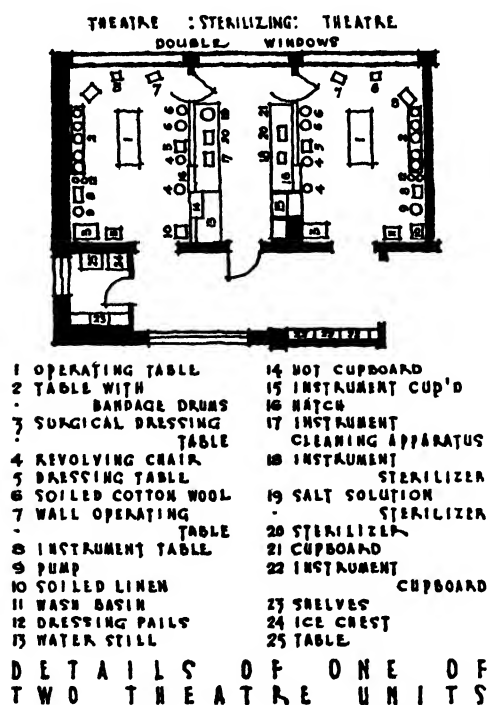 THEATRE :STERILIZING: THEATRE
DOUBLE WINDOWS
1 OPERATING TABLE
2 TABLE WITH
· BANDAGE DRUMS
3 SURGICAL DRESSING
· TABLE
4 REVOLVING CHAIR
5 DRESSING TABLE
6 SOILED COTTON WOOL
7 WALL OPERATING
· TABLE
8 INSTRUMENT TABLE
9 PUMP
10 SOILED LINEN
11 WASH BASIN
12 DRESSING PAILS
13 WATER STILL
14 HOT CUPBOARD
15 INSTRUMENT CUP'D
16 HATCH
17 INSTRUMENT
CLEANING APPARATUS
18 INSTRUMENT
STERILIZER
19 SALT SOLUTION
· STERILIZER
20 STERILIZER
21 CUPBOARD
22 INSTRUMENT
CUPBOARD
23 SHELVES
24 ICE CHEST
25 TABLE
DETAILS OF ONE OF
TWO THEATRE UNITS